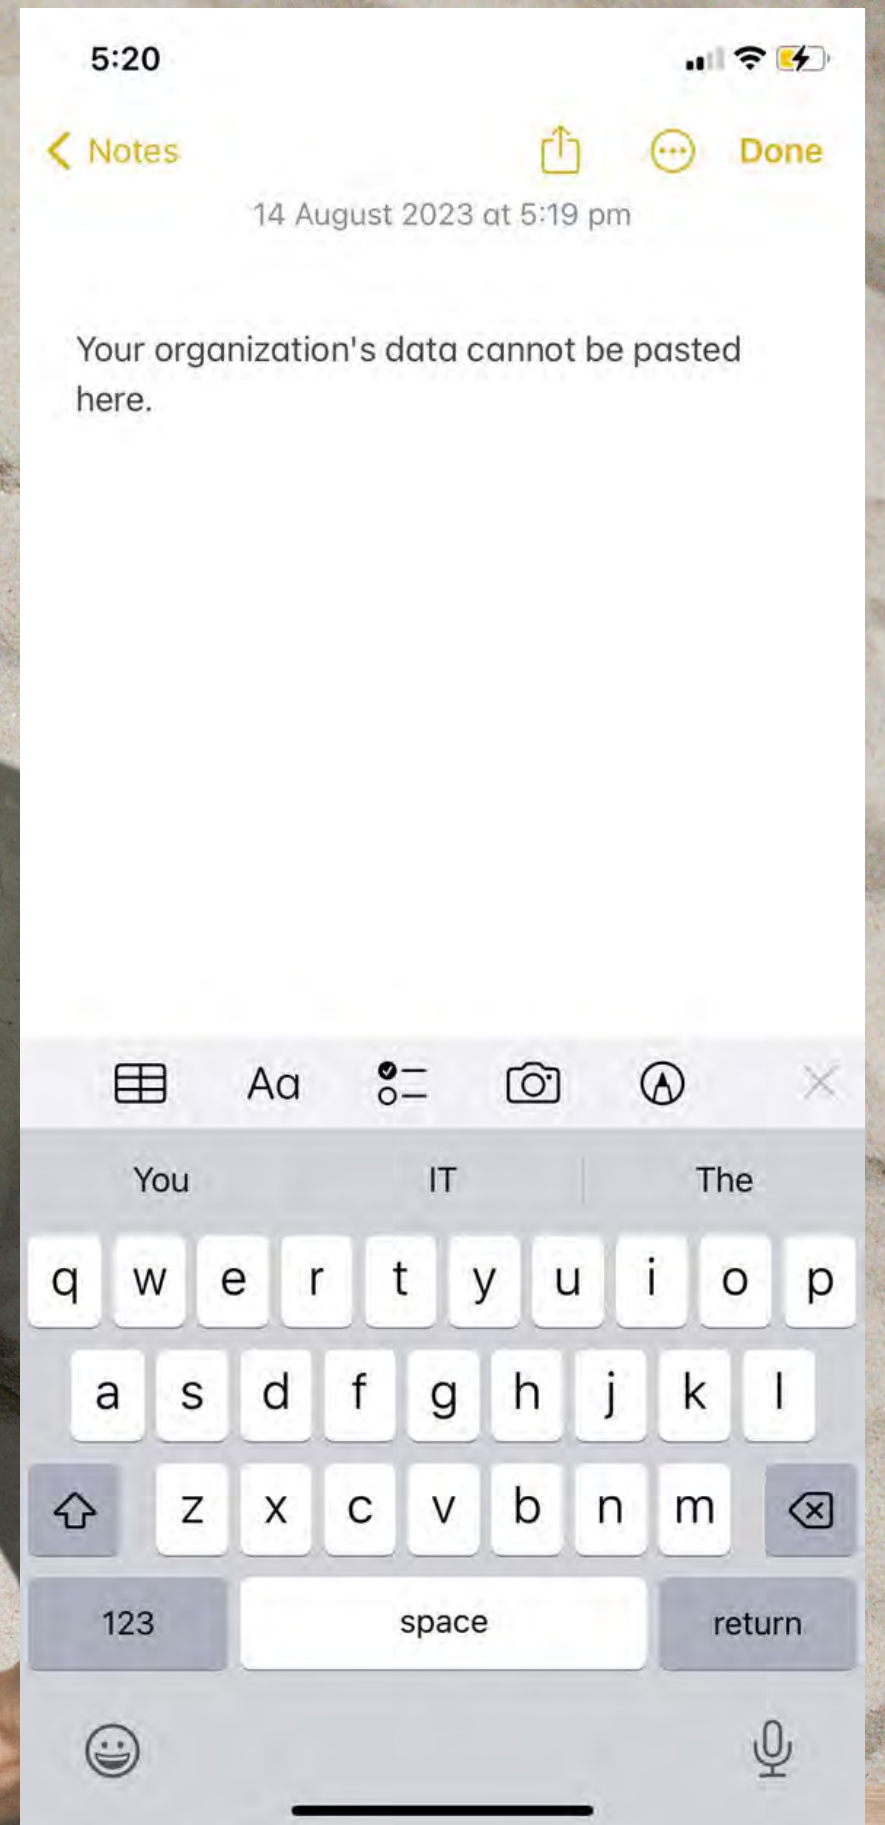 5:20
Notes
Done
14 August 2023 at 5:19 pm
Your organization's data cannot be pasted
here.
Aa
You IT The
q w e r t y u i o p
a s d f g h j k l
z x c v b n m
123 space return